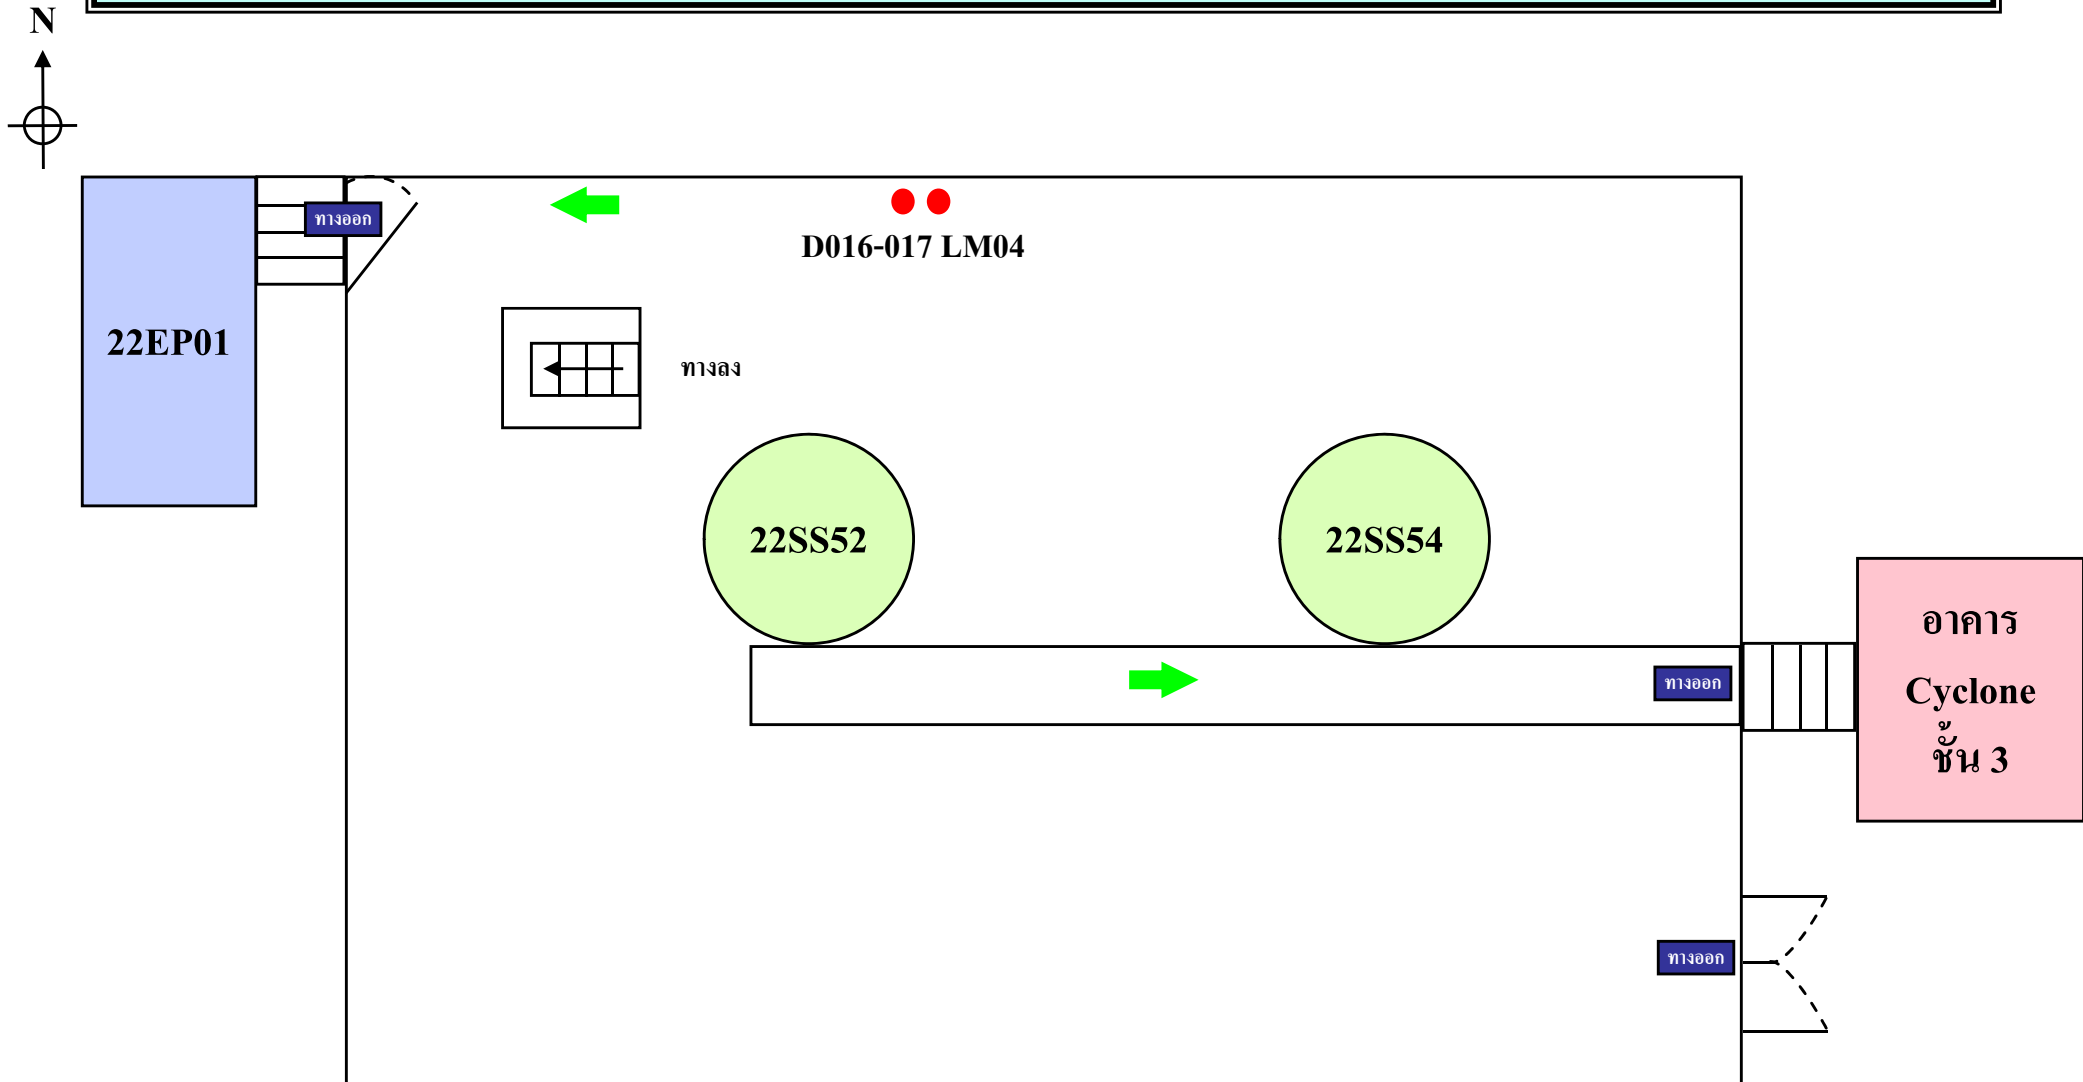 N
ทางออก
D016-017 LM04
22EP01
ทางลง
22SS52
22SS54
อาคาร
Cyclone
ชั้น 3
ทางออก
ทางออก